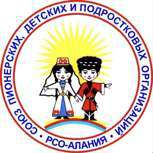 СОЮЗ ПИОНЕРСКИХ, ДЕТСКИХ И ПОДРОСТКОВЫХ ОРГАНИЗАЦИЙ
• РСО-АЛАНИЯ •